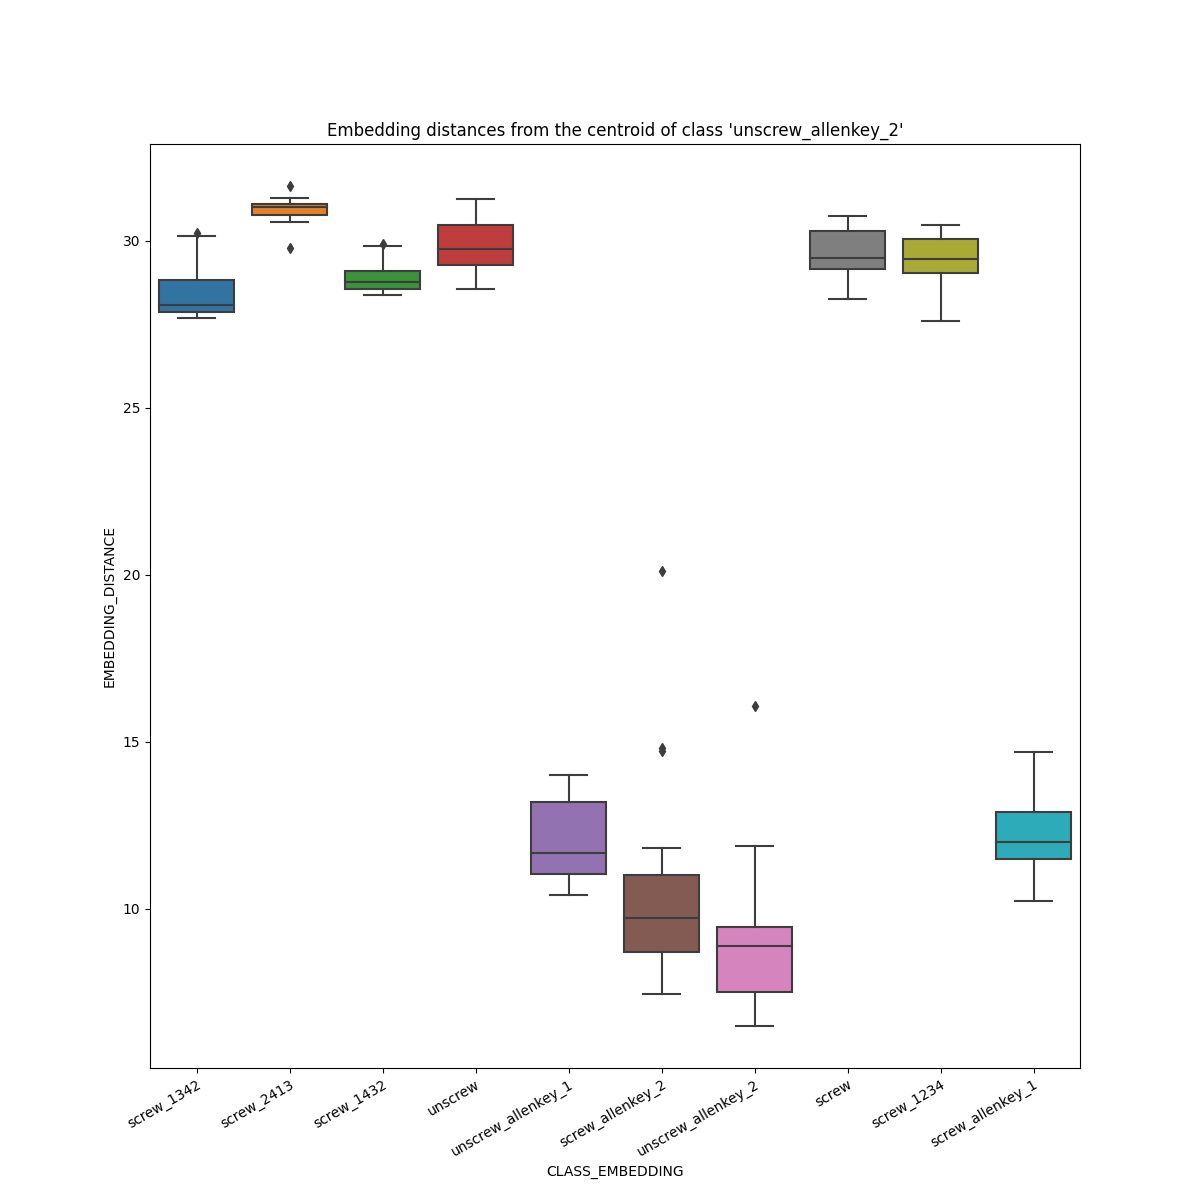 Embedding distances from the centroid of class 'unscrew_allenkey_2'
EMBEDDING_DISTANCE
30
25
20
15
10
screw_1342
screw_2413
screw_1432
unscrew
unscrew_allenkey_1
screw_allenkey_2
unscrew_allenkey_2
screw
screw_1234
screw_allenkey_1
CLASS_EMBEDDING